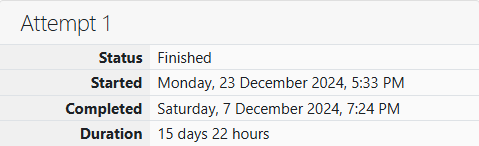 Attempt 1
Status Finished
Started Monday, 23 December 2024, 5:33 PM
Completed Saturday, 7 December 2024, 7:24 PM
Duration 15 days 22 hours